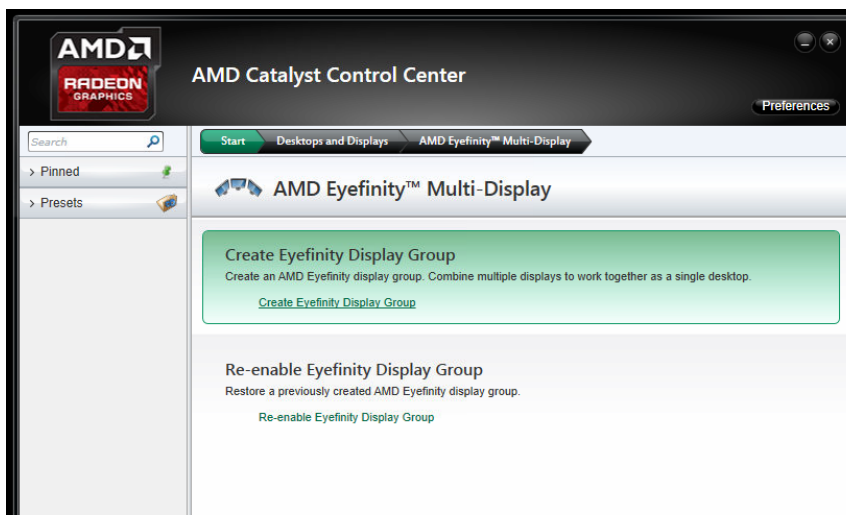 AMD
RADEON
GRAPHICS
AMD Catalyst Control Center
Preferences
Search
Start
Desktops and Displays
AMD Eyefinity™ Multi-Display
> Pinned
> Presets
AMD Eyefinity™ Multi-Display
Create Eyefinity Display Group
Create an AMD Eyefinity display group. Combine multiple displays to work together as a single desktop.
Create Eyefinity Display Group
Re-enable Eyefinity Display Group
Restore a previously created AMD Eyefinity display group.
Re-enable Eyefinity Display Group